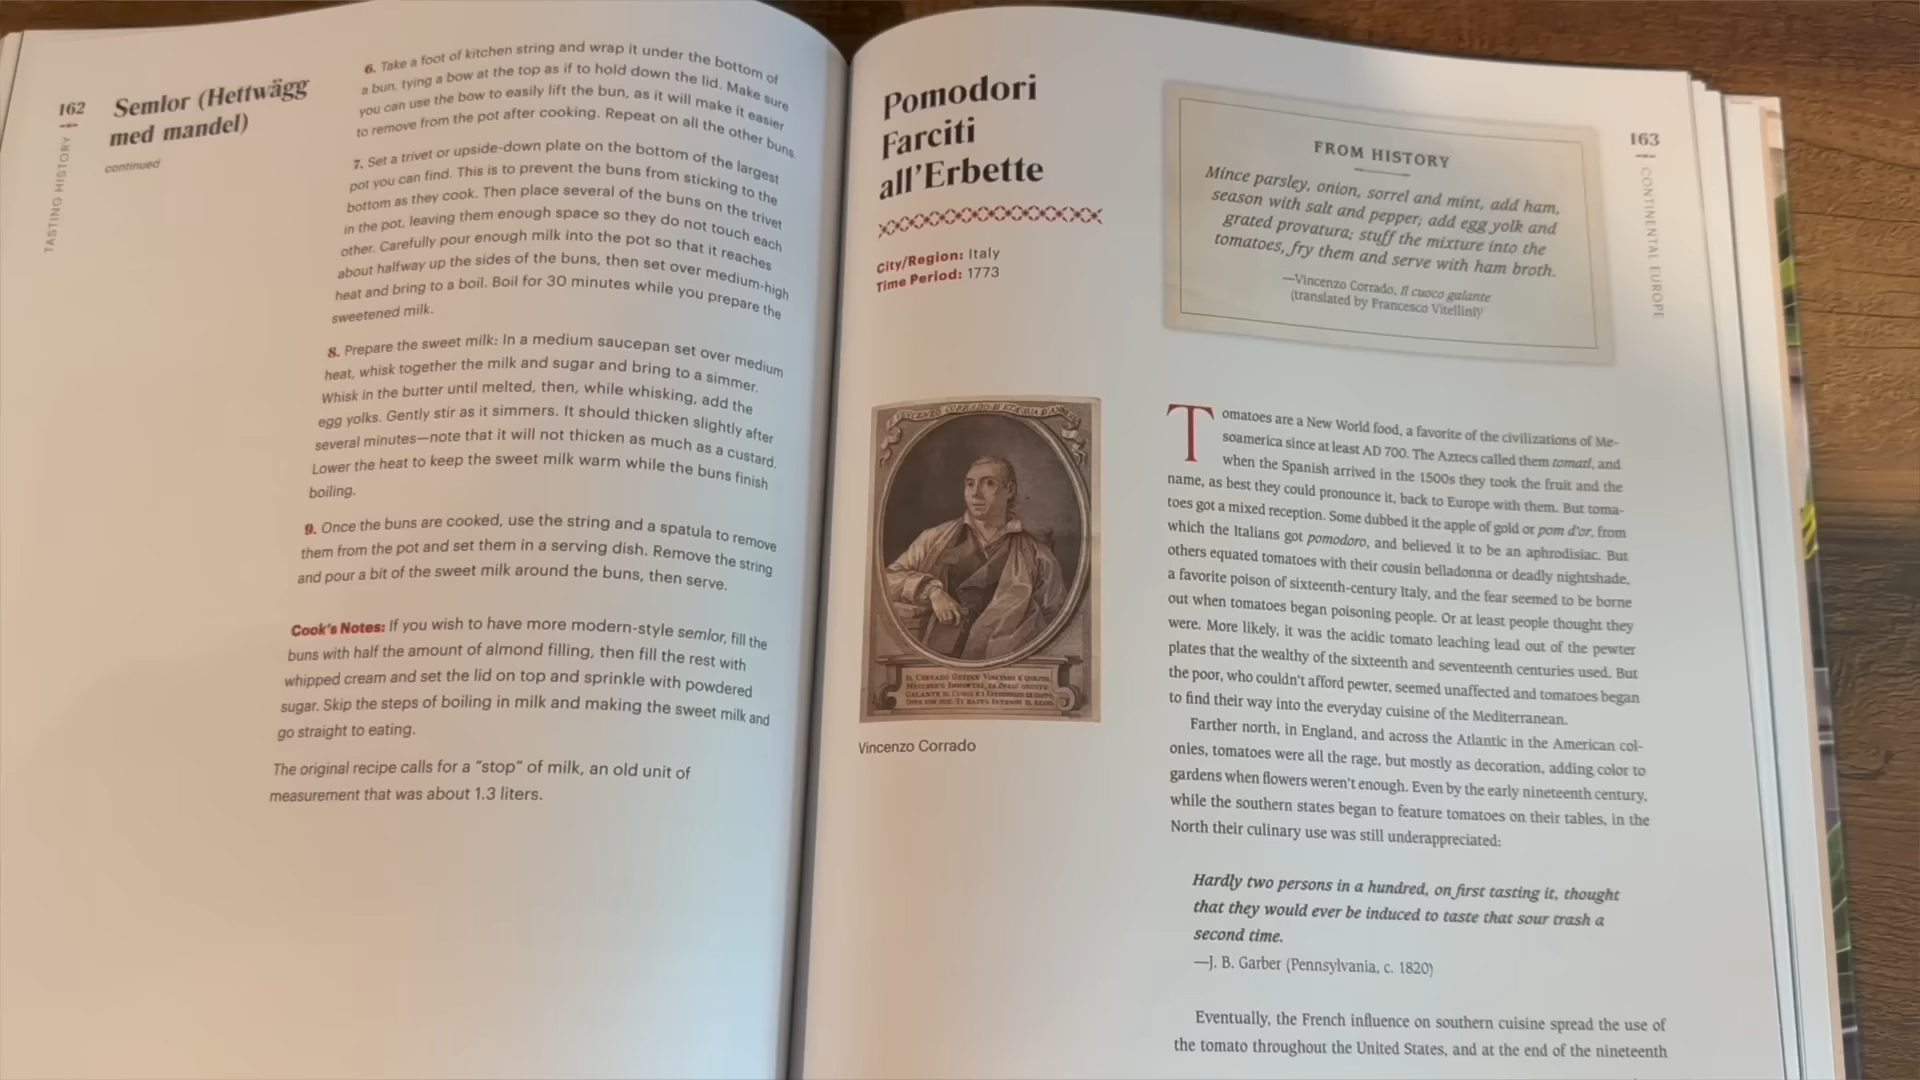 162
TASTING HISTORY
Semlor (Hettwägg
med mandel)
continued
6. Take a foot of kitchen string and wrap it under the bottom of
a bun, tying a bow at the top as if to hold down the lid. Make sure
you can use the bow to easily lift the bun, as it will make it easier
to remove from the pot after cooking. Repeat on all the other buns.
7. Set a trivet or upside-down plate on the bottom of the largest
pot you can find. This is to prevent the buns from sticking to the
bottom as they cook. Then place several of the buns on the trivet
in the pot, leaving them enough space so they do not touch each
other. Carefully pour enough milk into the pot so that it reaches
about halfway up the sides of the buns, then set over medium-high
heat and bring to a boil. Boil for 30 minutes while you prepare the
sweetened milk.
8. Prepare the sweet milk: In a medium saucepan set over medium
heat, whisk together the milk and sugar and bring to a simmer.
Whisk in the butter until melted, then, while whisking, add the
egg yolks. Gently stir as it simmers. It should thicken slightly after
several minutes—note that it will not thicken as much as a custard.
Lower the heat to keep the sweet milk warm while the buns finish
boiling.
9. Once the buns are cooked, use the string and a spatula to remove
them from the pot and set them in a serving dish. Remove the string
and pour a bit of the sweet milk around the buns, then serve.
Cook's Notes: If you wish to have more modern-style semlor, fill the
buns with half the amount of almond filling, then fill the rest with
whipped cream and set the lid on top and sprinkle with powdered
sugar. Skip the steps of boiling in milk and making the sweet milk and
go straight to eating.
The original recipe calls for a “stop” of milk, an old unit of
measurement that was about 1.3 liters.
Pomodori
Farciti
all'Erbette
City/Region: Italy
Time Period: 1773
Vincenzo Corrado
FROM HISTORY
Mince parsley, onion, sorrel and mint, add ham,
season with salt and pepper; add egg yolk and
grated provatura; stuff the mixture into the
tomatoes, fry them and serve with ham broth.
—Vincenzo Corrado, Il cuoco galante
(translated by Francesco Vitellini)
163
CONTINENTAL EUROPE
Tomatoes are a New World food, a favorite of the civilizations of Me-
soamerica since at least AD 700. The Aztecs called them tomatl, and
when the Spanish arrived in the 1500s they took the fruit and the
name, as best they could pronounce it, back to Europe with them. But toma-
toes got a mixed reception. Some dubbed it the apple of gold or pom d'or, from
which the Italians got pomodoro, and believed it to be an aphrodisiac. But
others equated tomatoes with their cousin belladonna or deadly nightshade,
a favorite poison of sixteenth-century Italy, and the fear seemed to be borne
out when tomatoes began poisoning people. Or at least people thought they
were. More likely, it was the acidic tomato leaching lead out of the pewter
plates that the wealthy of the sixteenth and seventeenth centuries used. But
the poor, who couldn't afford pewter, seemed unaffected and tomatoes began
to find their way into the everyday cuisine of the Mediterranean.
Farther north, in England, and across the Atlantic in the American col-
onies, tomatoes were all the rage, but mostly as decoration, adding color to
gardens when flowers weren't enough. Even by the early nineteenth century,
while the southern states began to feature tomatoes on their tables, in the
North their culinary use was still underappreciated:
Hardly two persons in a hundred, on first tasting it, thought
that they would ever be induced to taste that sour trash a
second time.
—J. B. Garber (Pennsylvania, c. 1820)
Eventually, the French influence on southern cuisine spread the use of
the tomato throughout the United States, and at the end of the nineteenth